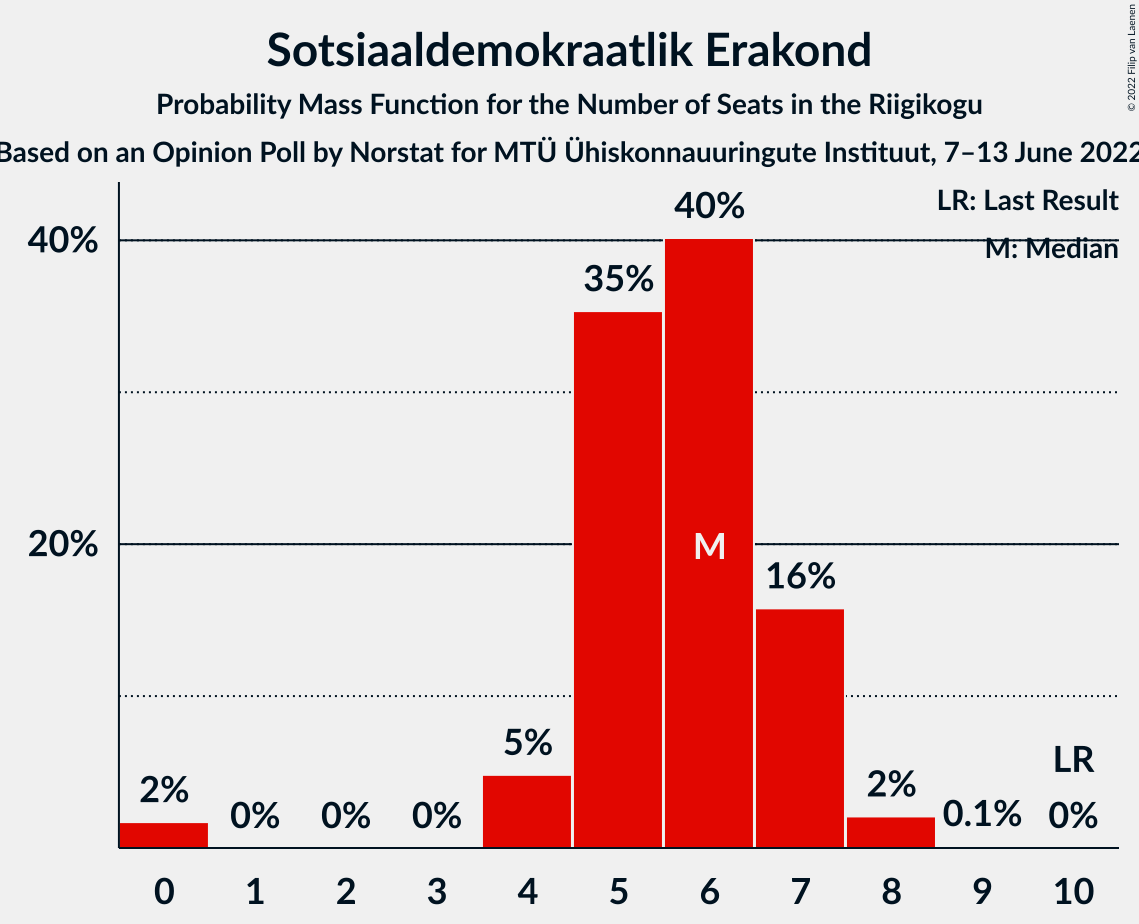 Sotsiaaldemokraatlik Erakond
Probability Mass Function for the Number of Seats in the Riigikogu
Based on an Opinion Poll by Norstat for MTÜ Ühiskonnauuringute Instituut, 7–13 June 2022
© 2022 Filip van Laenen
LR: Last Result
M: Median
40%
20%
2%
0%
0%
0%
5%
35%
40%
M
16%
2%
0.1%
LR
0%
0 1 2 3 4 5 6 7 8 9 10